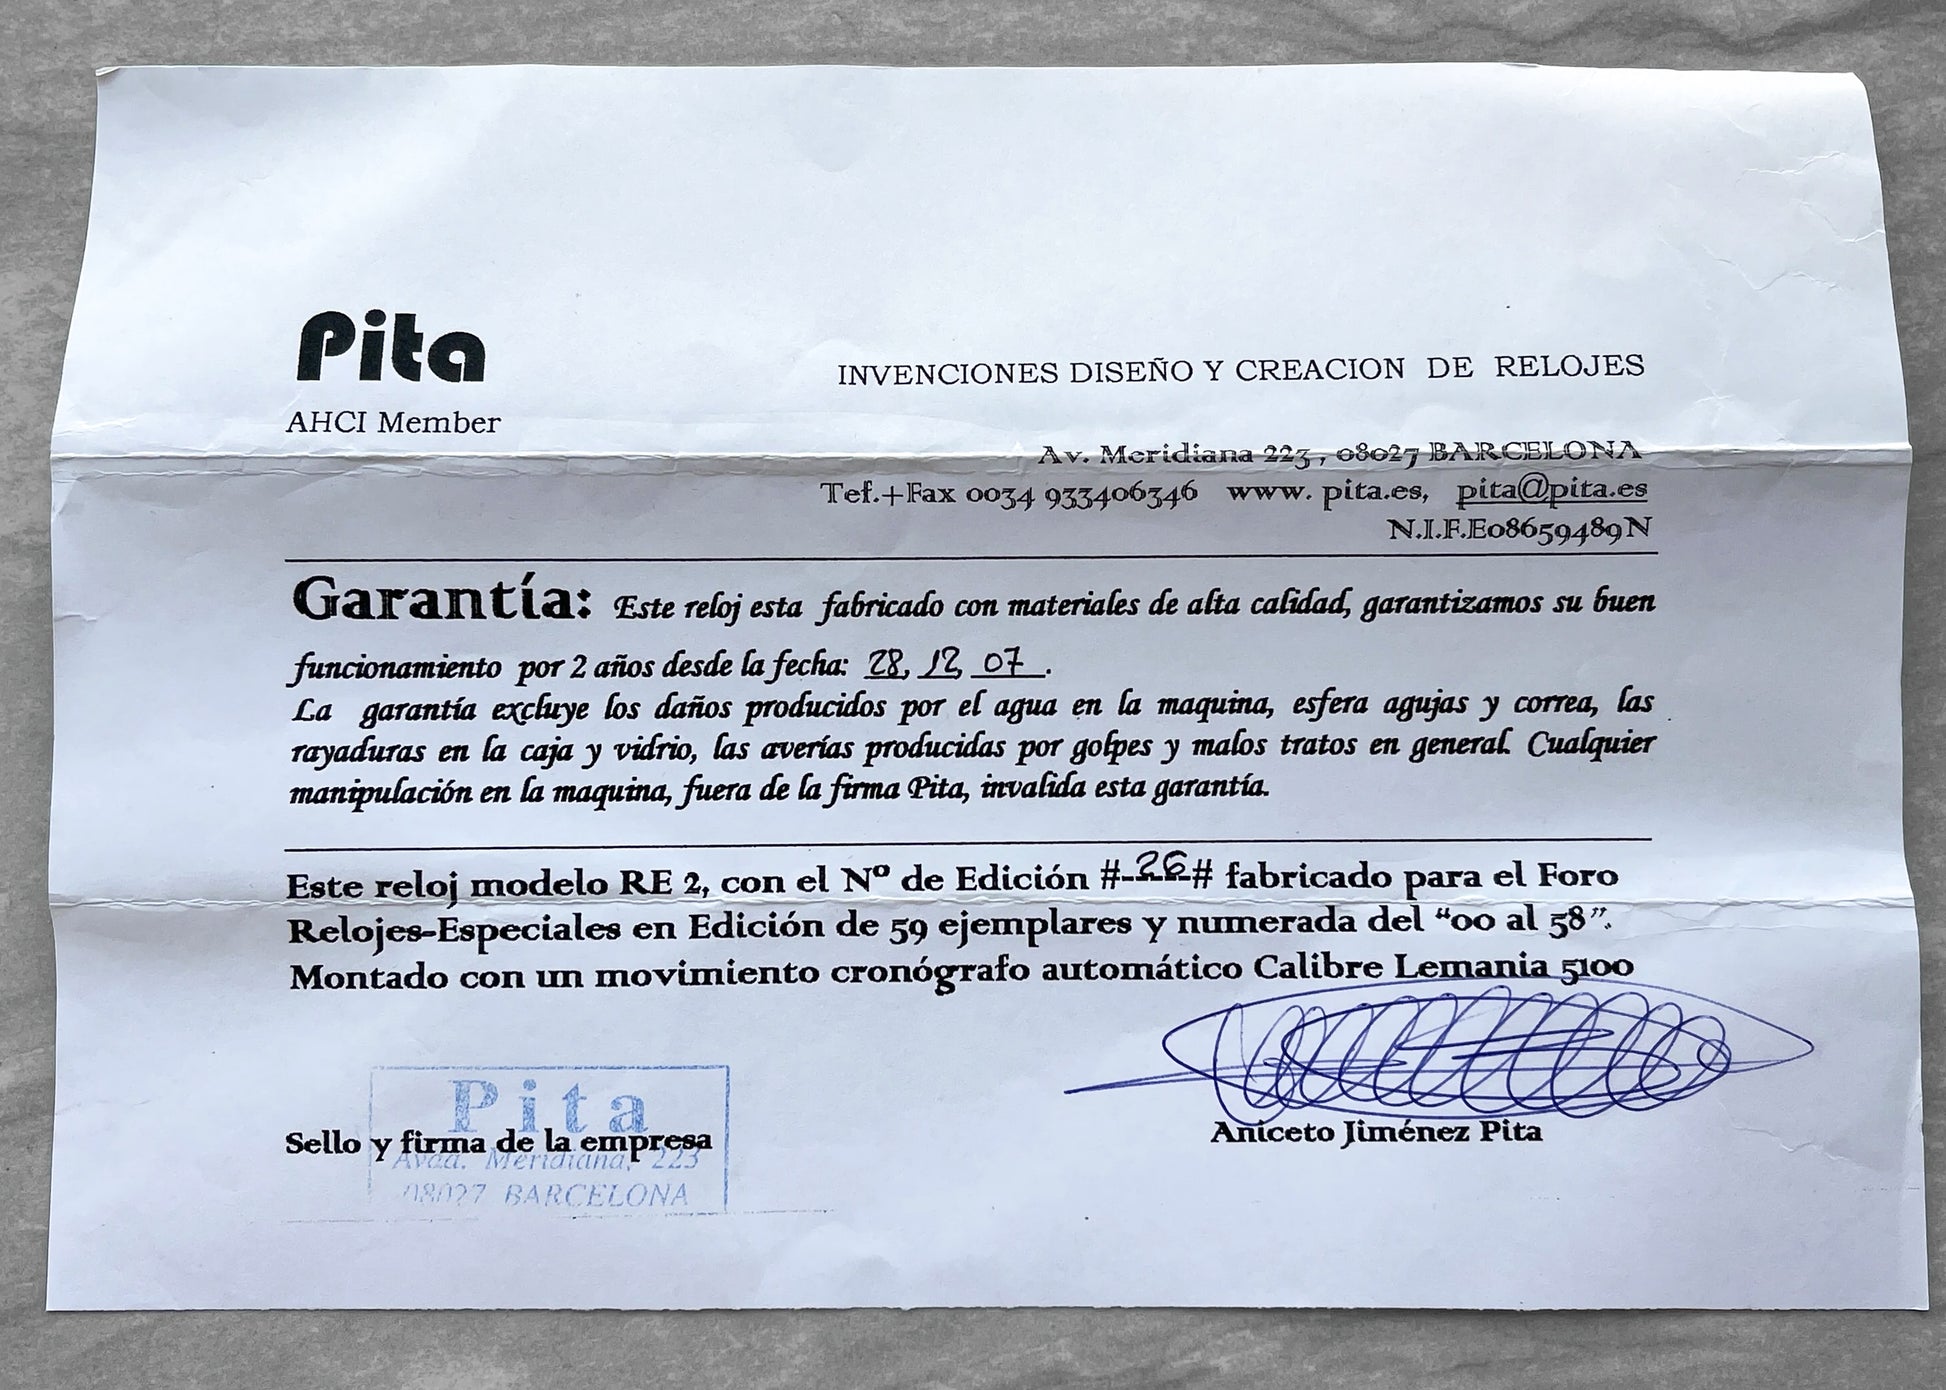 Pita
AHCI Member
INVENCIONES DISEÑO Y CREACION DE RELOJES
Av. Meridiana 223, 08027 BARCELONA
Tef.+Fax 0034 933406346 www. pita.es, pita@pita.es
N.I.F.E08659489N
Garantía: Este reloj esta fabricado con materiales de alta calidad, garantizamos su buen
funcionamiento por 2 años desde la fecha: 28, 12 07.
La garantía excluye los daños producidos por el agua en la maquina, esfera agujas y correa, las
rayaduras en la caja y vidrio, las averías producidas por golpes y malos tratos en general. Cualquier
manipulación en la maquina, fuera de la firma Pita, invalida esta garantía.
Este reloj modelo RE 2, con el Nº de Edición #-26-# fabricado para el Foro
Relojes-Especiales en Edición de 59 ejemplares y numerada del “00 al 58”.
Montado con un movimiento cronógrafo automático Calibre Lemania 5100
Pita
Sello y firma de la empresa
Avda. Meridiana, 223
08027 BARCELONA
Aniceto Jiménez Pita